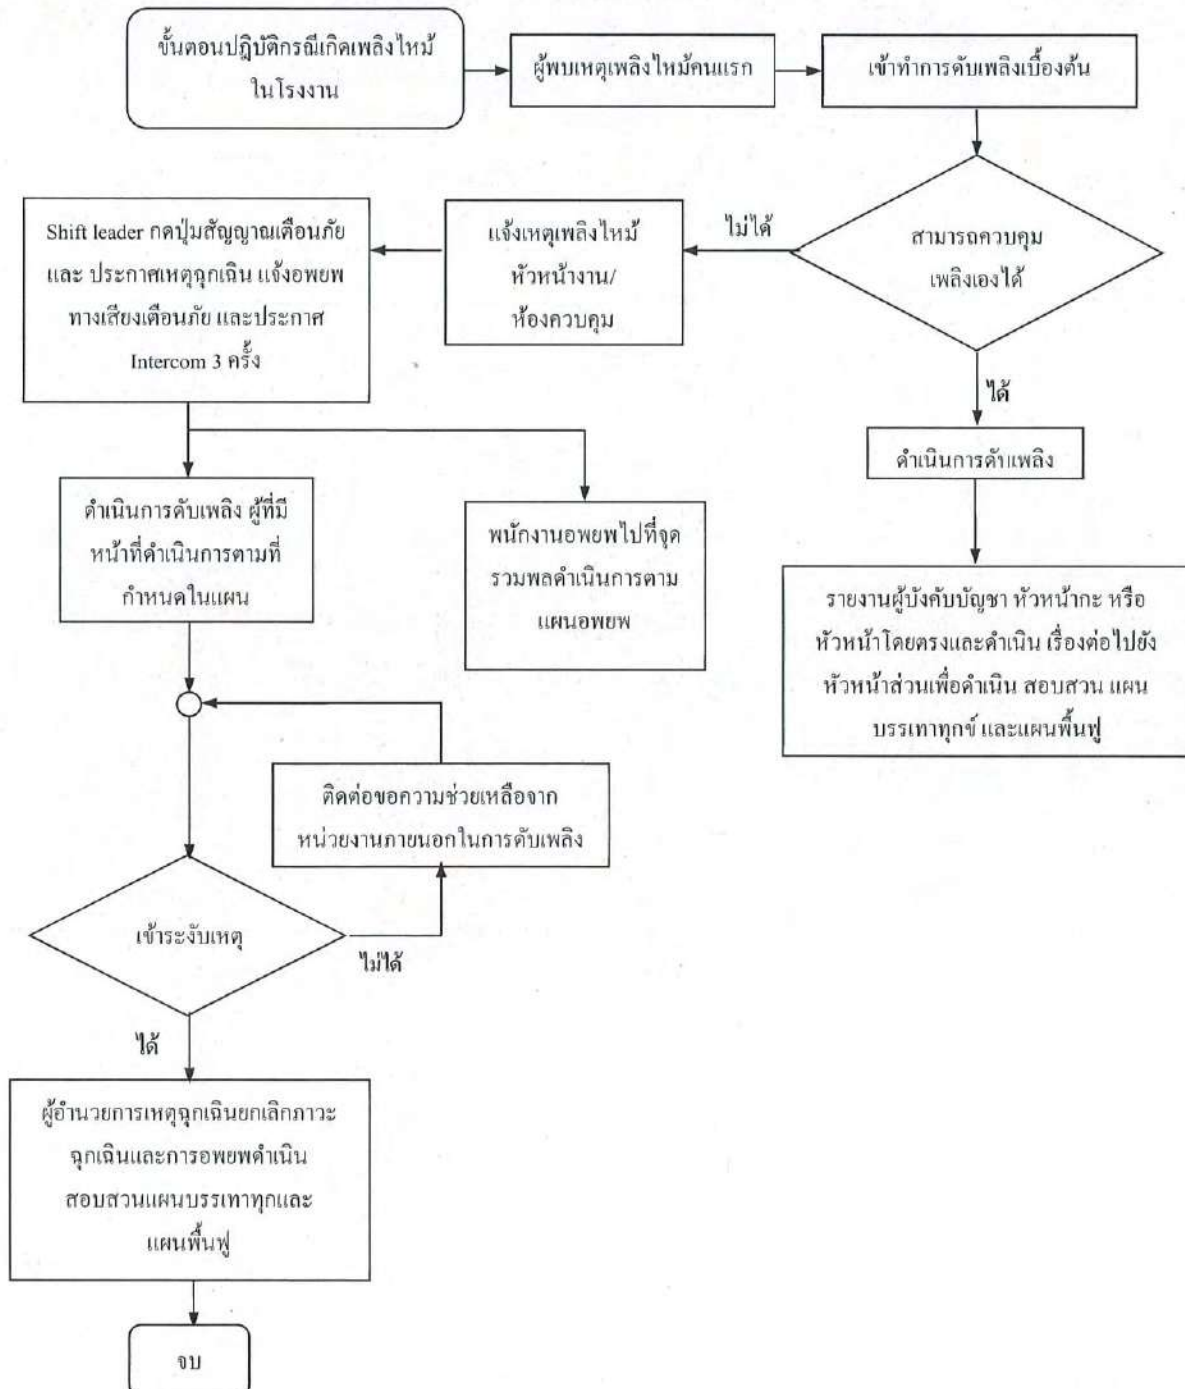 ขั้นตอนปฎิบัติกรณีเกิดเพลิงไหม้
ในโรงงาน
ผู้พบเหตุเพลิงไหม้คนแรก
เข้าทำการดับเพลิงเบื้องต้น
สามารถควบคุม
เพลิงเองได้
ไม่ได้
แจ้งเหตุเพลิงไหม้
หัวหน้างาน/
ห้องควบคุม
Shift leader กดปุ่มสัญญาณเตือนภัย
และ ประกาศเหตุฉุกเฉิน แจ้งอพยพ
ทางเสียงเตือนภัย และประกาศ
Intercom 3 ครั้ง
ได้
ดำเนินการดับเพลิง
รายงานผู้บังคับบัญชา หัวหน้ากะ หรือ
หัวหน้าโดยตรงและดำเนิน เรื่องต่อไปยัง
หัวหน้าส่วนเพื่อดำเนิน สอบสวน แผน
บรรเทาทุกข์ และแผนฟื้นฟู
ดำเนินการดับเพลิง ผู้ที่มี
หน้าที่ดำเนินการตามที่
กำหนดในแผน
พนักงานอพยพไปที่จุด
รวมพลดำเนินการตาม
แผนอพยพ
ติดต่อขอความช่วยเหลือจาก
หน่วยงานภายนอกในการดับเพลิง
เข้าระงับเหตุ
ไม่ได้
ได้
ผู้อำนวยการเหตุฉุกเฉินยกเลิกภาวะ
ฉุกเฉินและการอพยพดำเนิน
สอบสวนแผนบรรเทาทุกและ
แผนฟื้นฟู
จบ